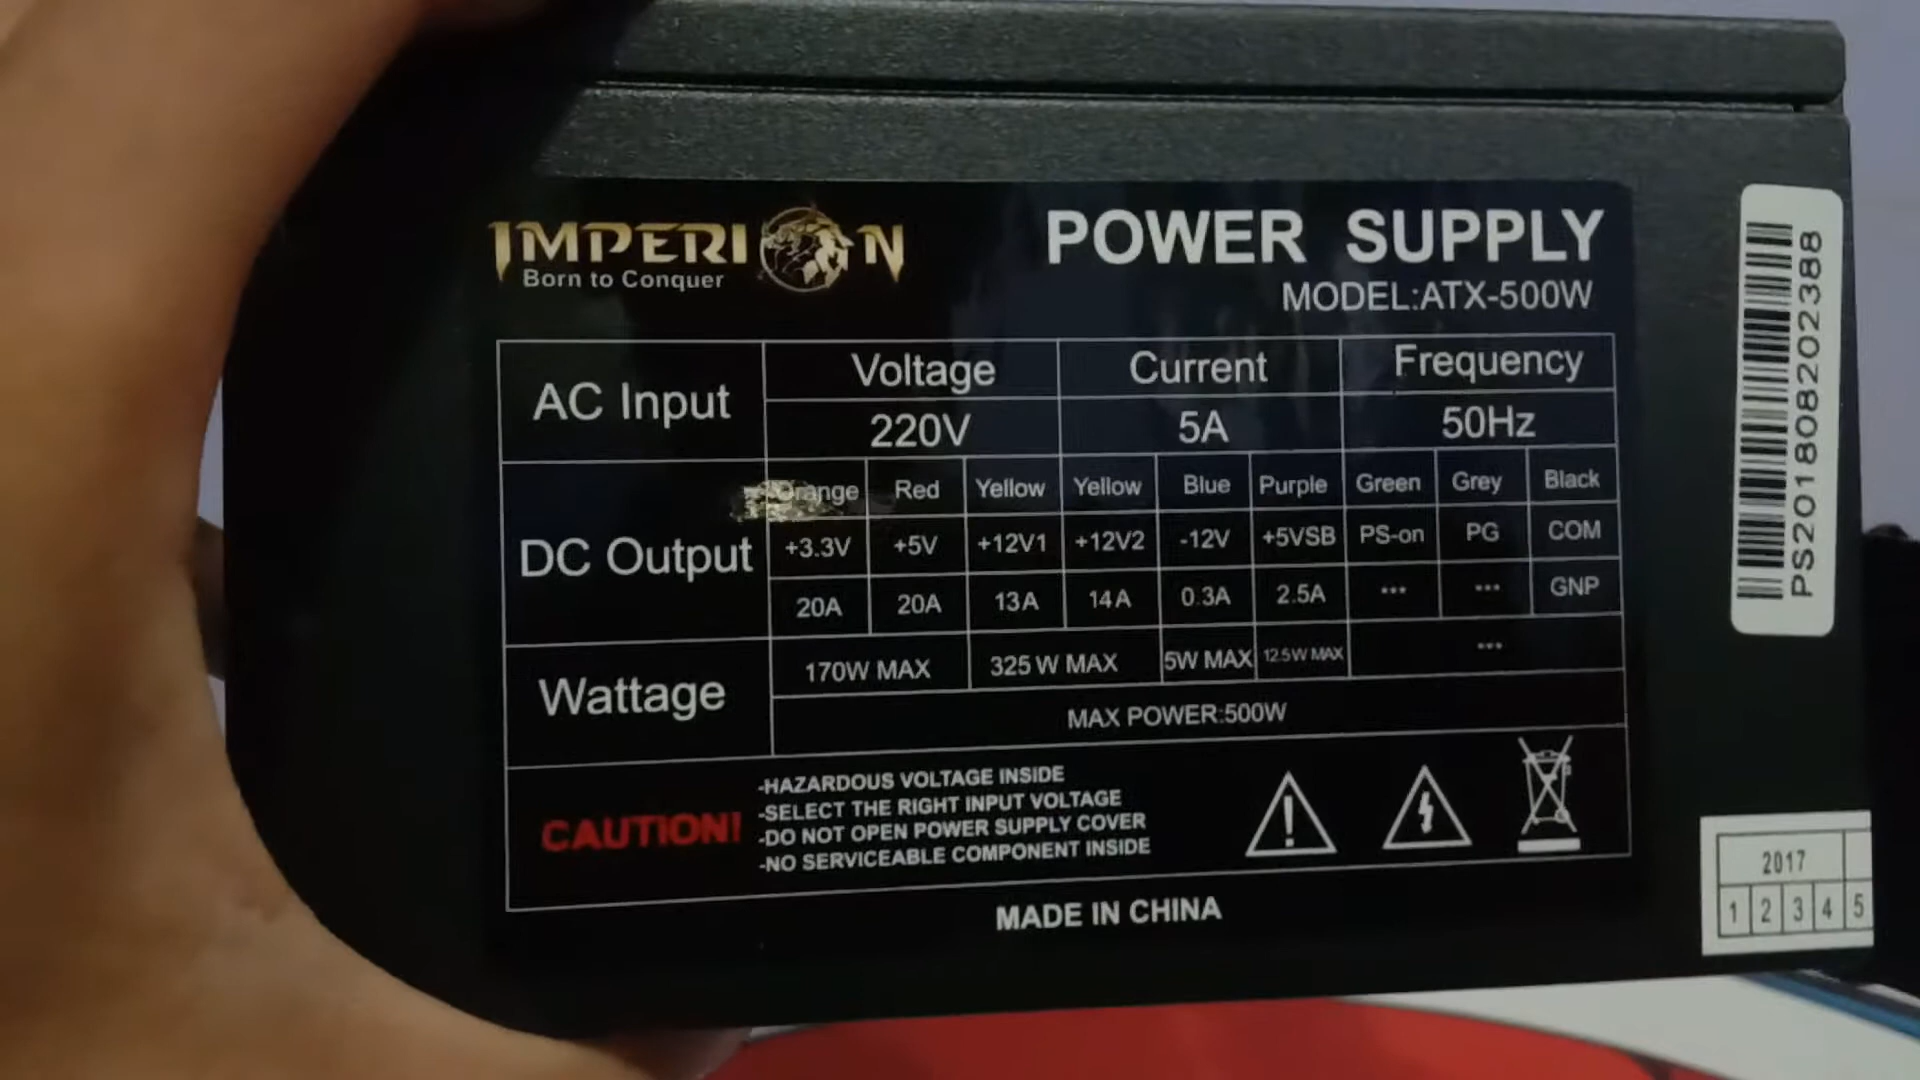 IMPERION
Born to Conquer
POWER SUPPLY
MODEL:ATX-500W
AC Input Voltage Current Frequency
220V 5A 50Hz
DC Output Orange Red Yellow Yellow Blue Purple Green Grey Black
+3.3V +5V +12V1 +12V2 -12V +5VSB PS-on PG COM
20A 20A 13A 14A 0.3A 2.5A ... ... GNP
Wattage 170W MAX 325W MAX 5W MAX 12.5W MAX ...
MAX POWER:500W
CAUTION!
-HAZARDOUS VOLTAGE INSIDE
-SELECT THE RIGHT INPUT VOLTAGE
-DO NOT OPEN POWER SUPPLY COVER
-NO SERVICEABLE COMPONENT INSIDE
MADE IN CHINA
PS20180820​2388
2017
1 2 3 4 5